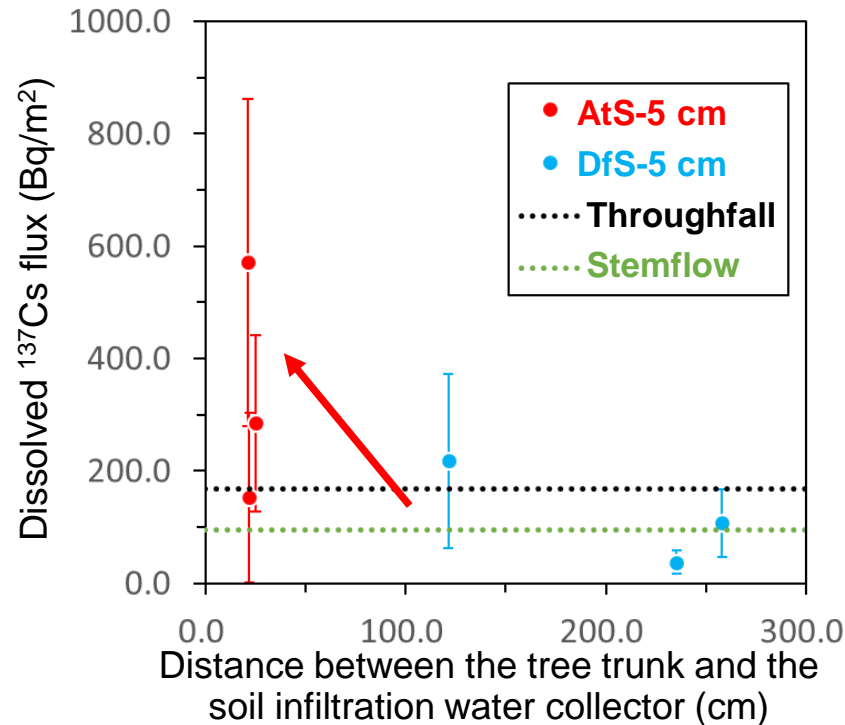 Dissolved ¹³⁷Cs flux (Bq/m²)
1000.0
800.0
600.0
400.0
200.0
0.0
AtS-5 cm
DfS-5 cm
Throughfall
Stemflow
0.0 100.0 200.0 300.0
Distance between the tree trunk and the
soil infiltration water collector (cm)